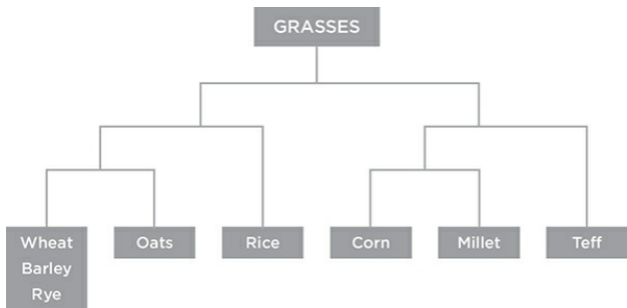 GRASSES
Wheat
Barley
Rye
Oats
Rice
Corn
Millet
Teff